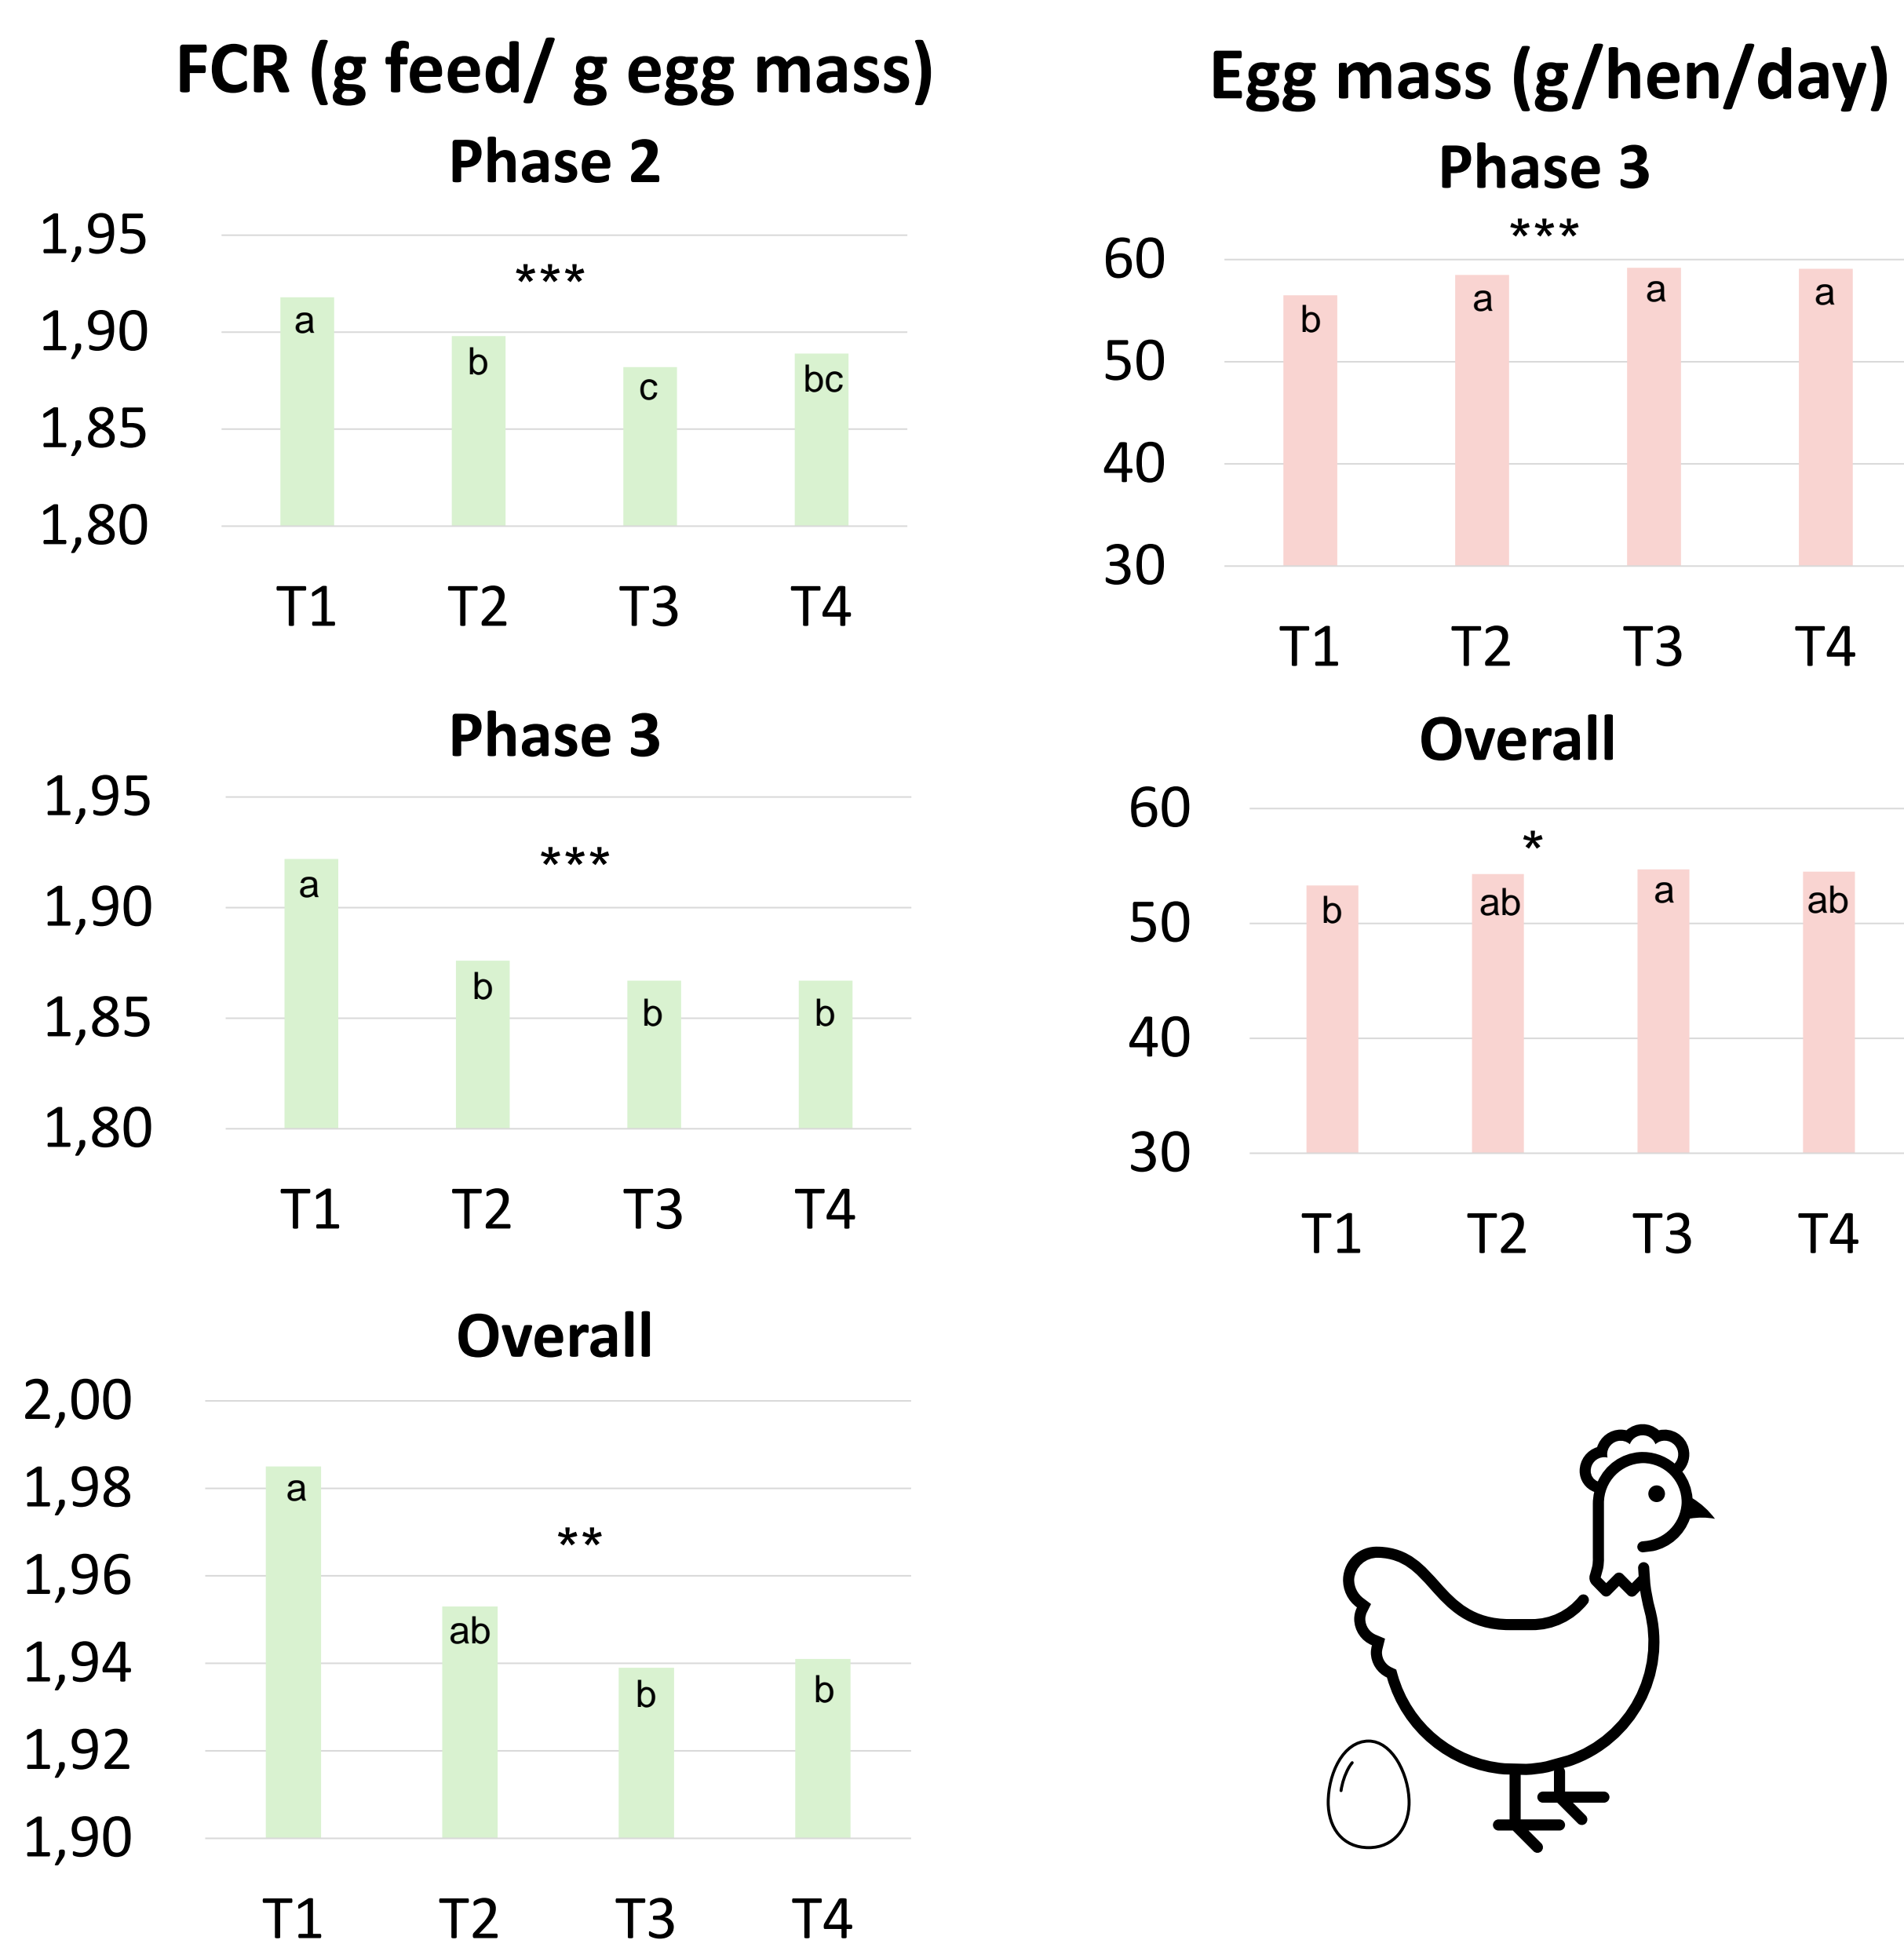 FCR (g feed/ g egg mass)
Phase 2
1,95
***
1,90
a
b
c
bc
1,85
1,80
T1 T2 T3 T4
Phase 3
1,95
***
a
1,90
b
b
b
1,85
1,80
T1 T2 T3 T4
Overall
2,00
1,98
a
**
1,96
ab
1,94
b
b
1,92
1,90
T1 T2 T3 T4
Egg mass (g/hen/day)
Phase 3
***
60
b
a
a
a
50
40
30
T1 T2 T3 T4
Overall
60
*
b
ab
a
ab
50
40
30
T1 T2 T3 T4